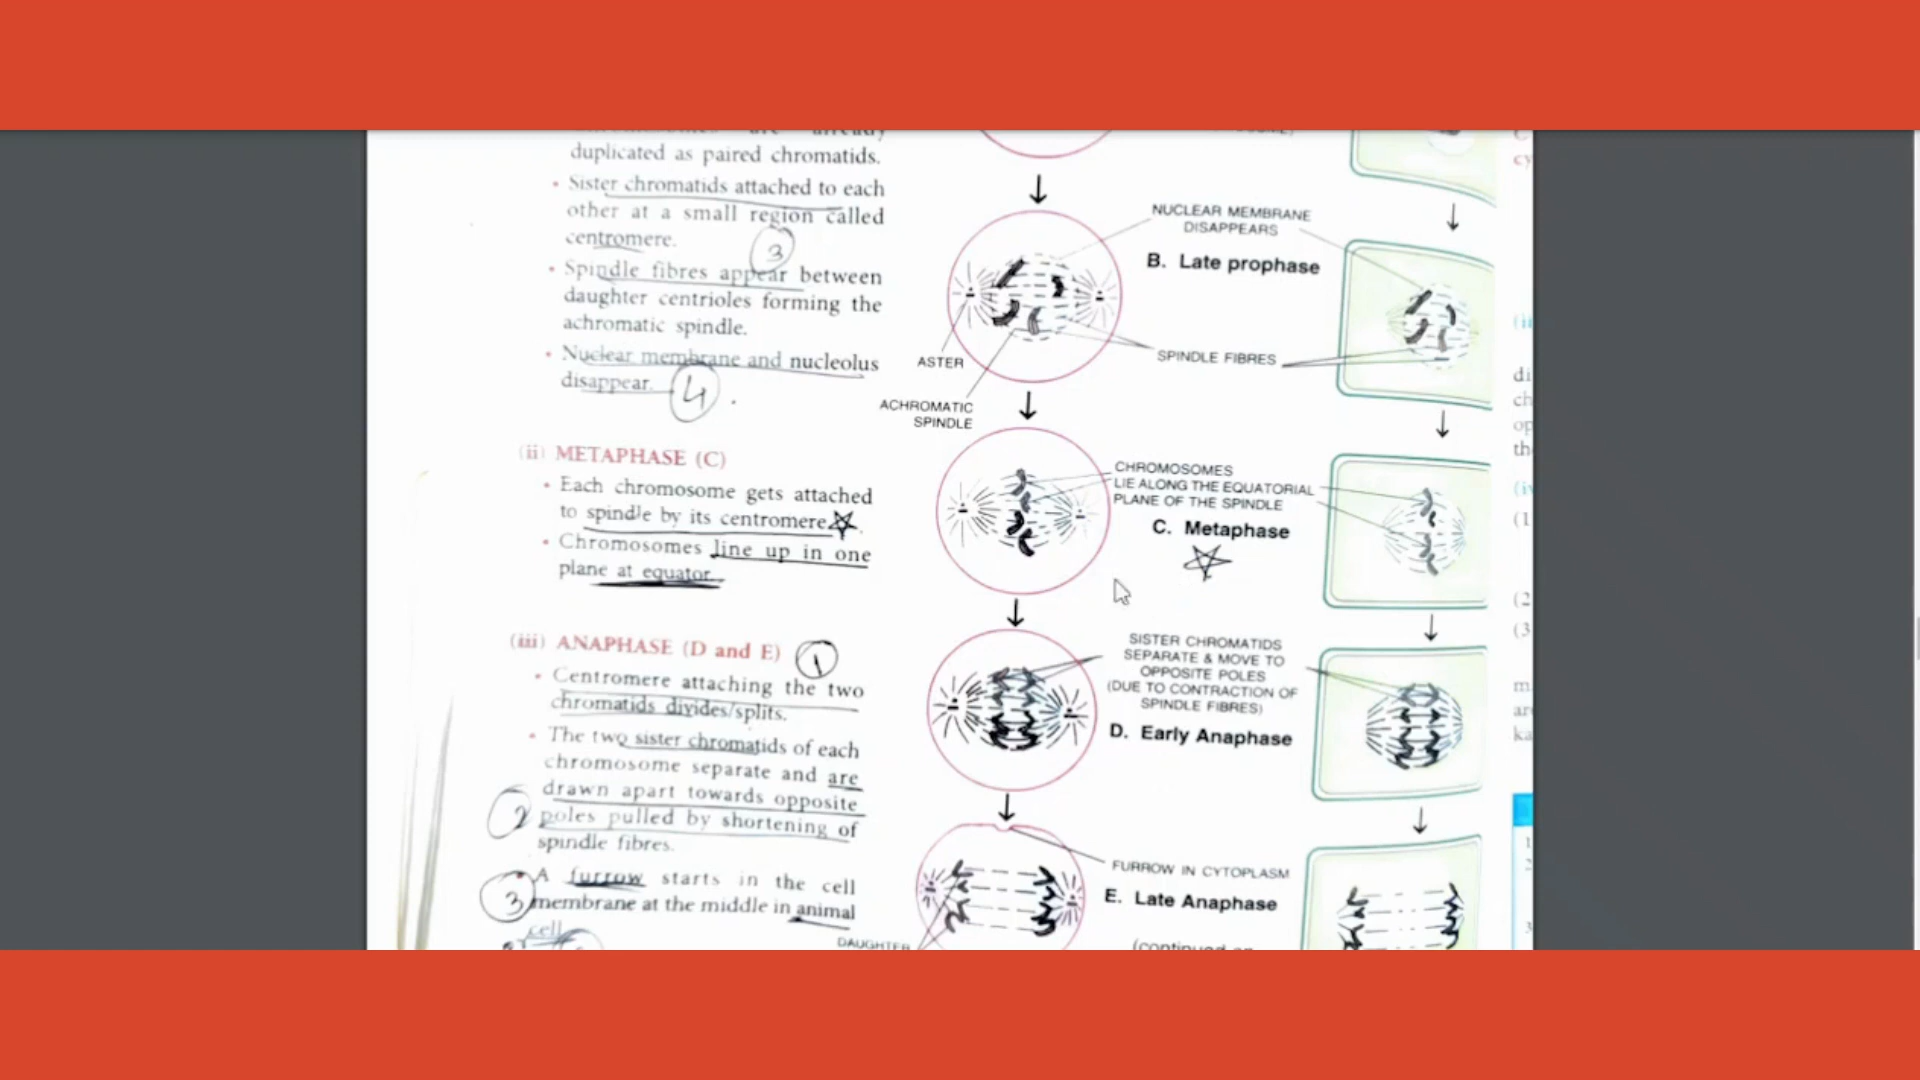 duplicated as paired chromatids.
• Sister chromatids attached to each
other at a small region called
centromere.
3
• Spindle fibres appear between
daughter centrioles forming the
achromatic spindle.
• Nuclear membrane and nucleolus
disappear.
4
(ii) METAPHASE (C)
• Each chromosome gets attached
to spindle by its centromere
• Chromosomes line up in one
plane at equator.
(iii) ANAPHASE (D and E)
1
• Centromere attaching the two
chromatids divides/splits.
• The two sister chromatids of each
chromosome separate and are
drawn apart towards opposite
2
poles pulled by shortening of
spindle fibres.
• A furrow starts in the cell
3
membrane at the middle in animal
cell
NUCLEAR MEMBRANE
DISAPPEARS
B. Late prophase
ASTER
SPINDLE FIBRES
ACHROMATIC
SPINDLE
CHROMOSOMES
LIE ALONG THE EQUATORIAL
PLANE OF THE SPINDLE
C. Metaphase
SISTER CHROMATIDS
SEPARATE & MOVE TO
OPPOSITE POLES
(DUE TO CONTRACTION OF
SPINDLE FIBRES)
D. Early Anaphase
FURROW IN CYTOPLASM
E. Late Anaphase
DAUGHTER